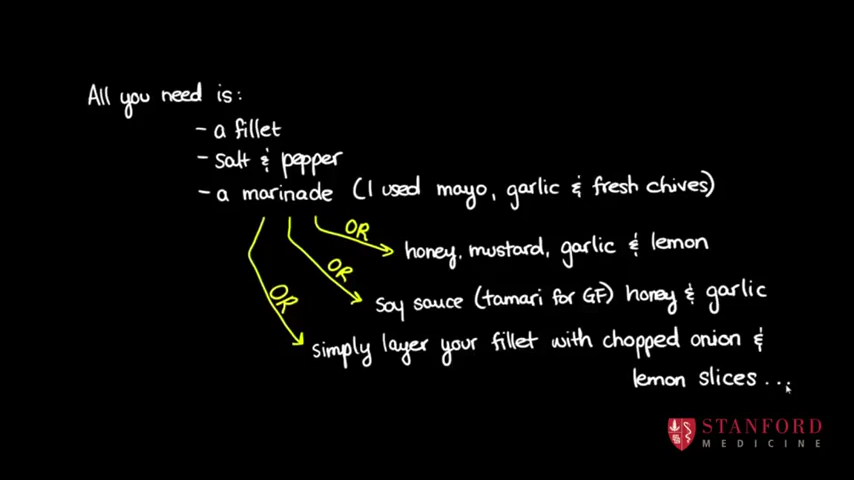 All you need is:
- a fillet
- salt & pepper
- a marinade (I used mayo, garlic & fresh chives)
OR honey, mustard, garlic & lemon
OR soy sauce (tamari for GF) honey & garlic
OR simply layer your fillet with chopped onion &
lemon slices...
STANFORD
MEDICINE